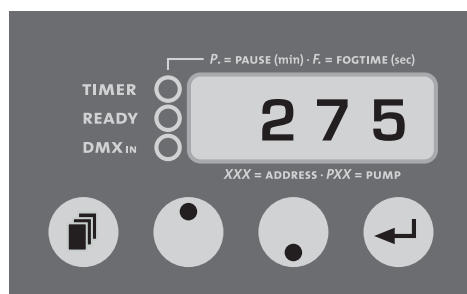 P. = PAUSE (min) · F. = FOGTIME (sec)
TIMER
READY
DMX IN
275
XXX = ADDRESS · PXX = PUMP